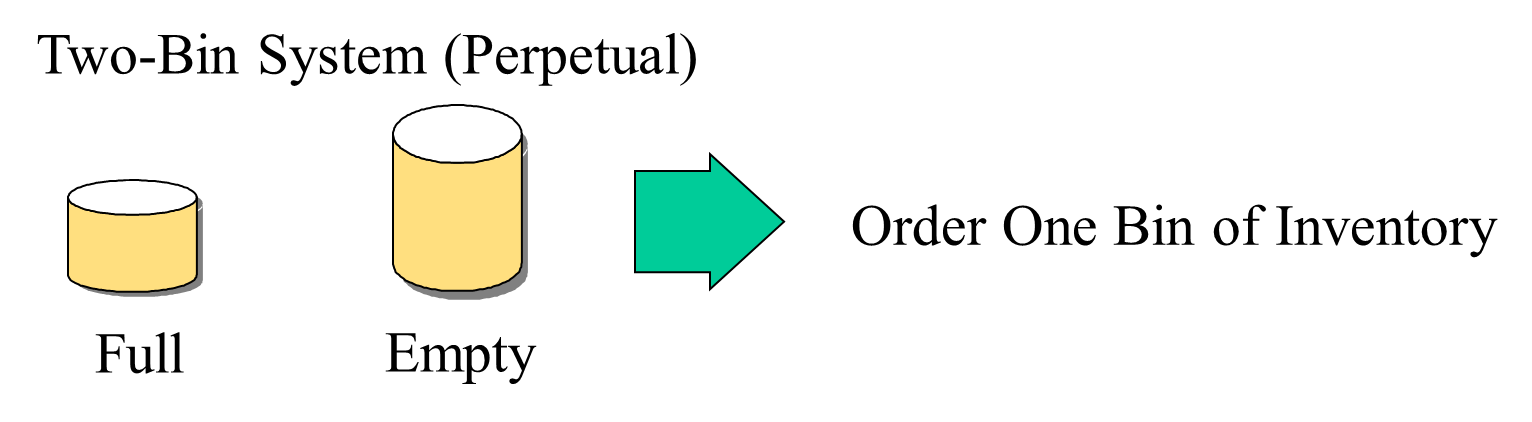 Two-Bin System (Perpetual)
Order One Bin of Inventory
Full
Empty